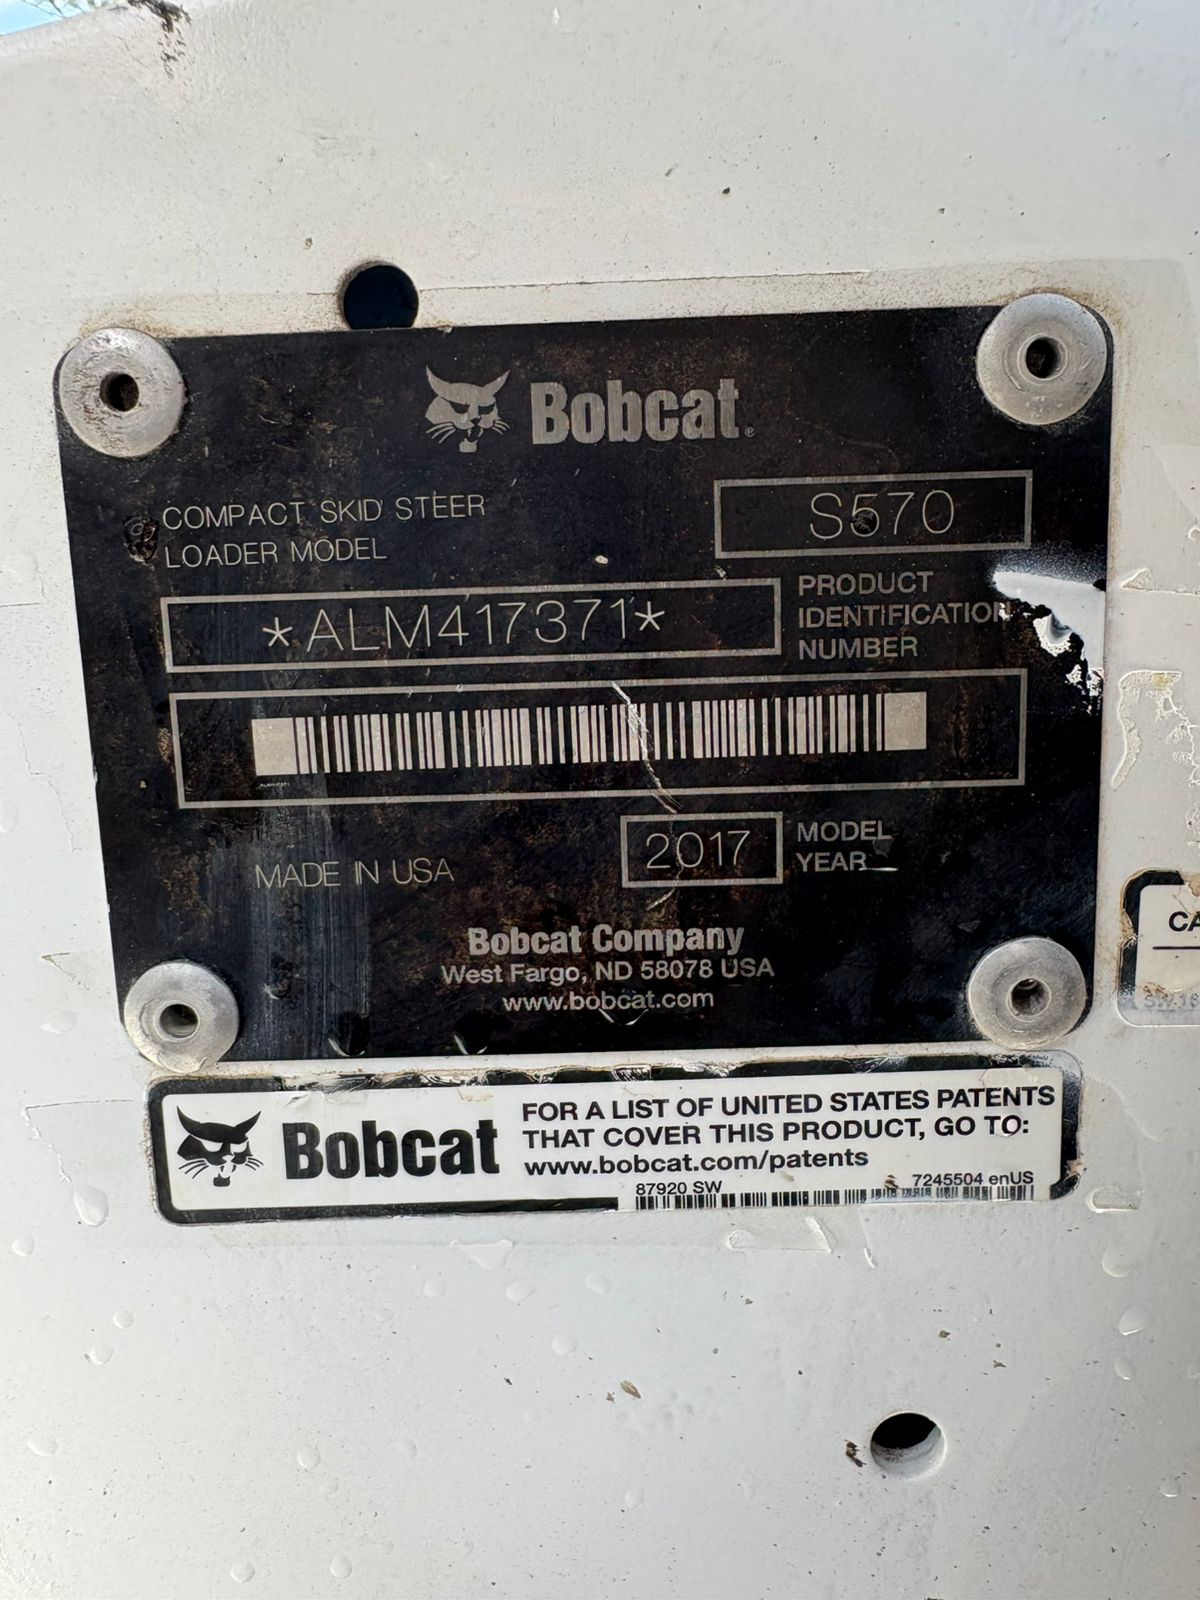 Bobcat®
COMPACT SKID STEER
LOADER MODEL
S570
*ALM417371*
PRODUCT
IDENTIFICATION
NUMBER
MADE IN USA
2017
MODEL
YEAR
Bobcat Company
West Fargo, ND 58078 USA
www.bobcat.com
Bobcat
FOR A LIST OF UNITED STATES PATENTS
THAT COVER THIS PRODUCT, GO TO:
www.bobcat.com/patents
87920 SW
7245504 enUS
CA